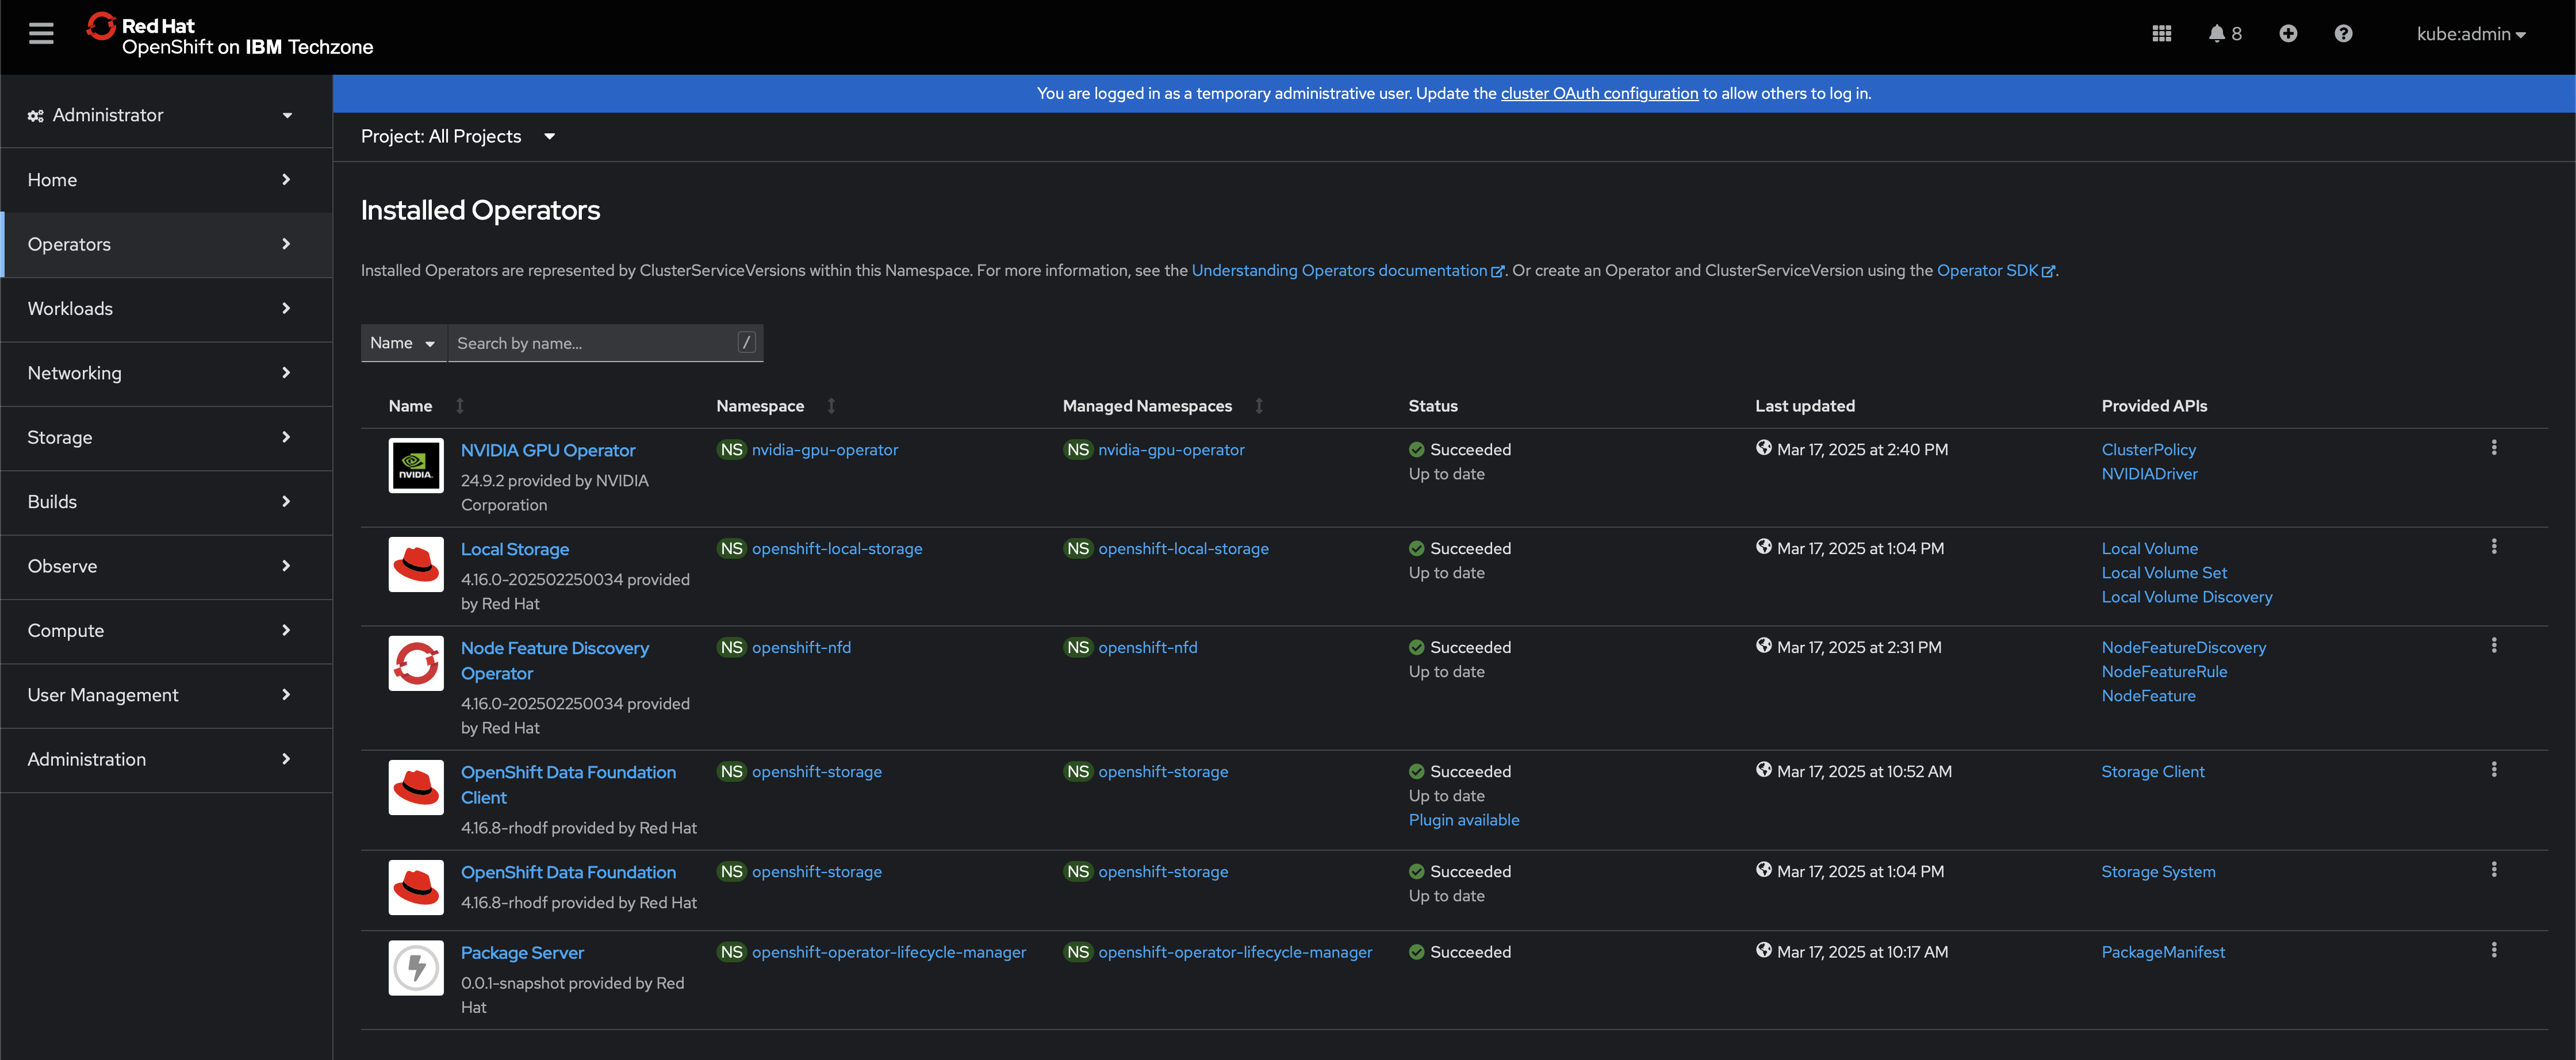 Red Hat
OpenShift on IBM Techzone
8
kube:admin
You are logged in as a temporary administrative user. Update the cluster OAuth configuration to allow others to log in.
Administrator
Home
Operators
Workloads
Networking
Storage
Builds
Observe
Compute
User Management
Administration
Project: All Projects
Installed Operators
Installed Operators are represented by ClusterServiceVersions within this Namespace. For more information, see the Understanding Operators documentation. Or create an Operator and ClusterServiceVersion using the Operator SDK.
Name Search by name... /
Name Namespace Managed Namespaces Status Last updated Provided APIs
NVIDIA
NVIDIA GPU Operator
24.9.2 provided by NVIDIA
Corporation
NS nvidia-gpu-operator
NS nvidia-gpu-operator
Succeeded
Up to date
Mar 17, 2025 at 2:40 PM
ClusterPolicy
NVIDIADriver
Local Storage
4.16.0-202502250034 provided
by Red Hat
NS openshift-local-storage
NS openshift-local-storage
Succeeded
Up to date
Mar 17, 2025 at 1:04 PM
Local Volume
Local Volume Set
Local Volume Discovery
Node Feature Discovery
Operator
4.16.0-202502250034 provided
by Red Hat
NS openshift-nfd
NS openshift-nfd
Succeeded
Up to date
Mar 17, 2025 at 2:31 PM
NodeFeatureDiscovery
NodeFeatureRule
NodeFeature
OpenShift Data Foundation
Client
4.16.8-rhodf provided by Red Hat
NS openshift-storage
NS openshift-storage
Succeeded
Up to date
Plugin available
Mar 17, 2025 at 10:52 AM
Storage Client
OpenShift Data Foundation
4.16.8-rhodf provided by Red Hat
NS openshift-storage
NS openshift-storage
Succeeded
Up to date
Mar 17, 2025 at 1:04 PM
Storage System
Package Server
0.0.1-snapshot provided by Red
Hat
NS openshift-operator-lifecycle-manager
NS openshift-operator-lifecycle-manager
Succeeded
Mar 17, 2025 at 10:17 AM
PackageManifest